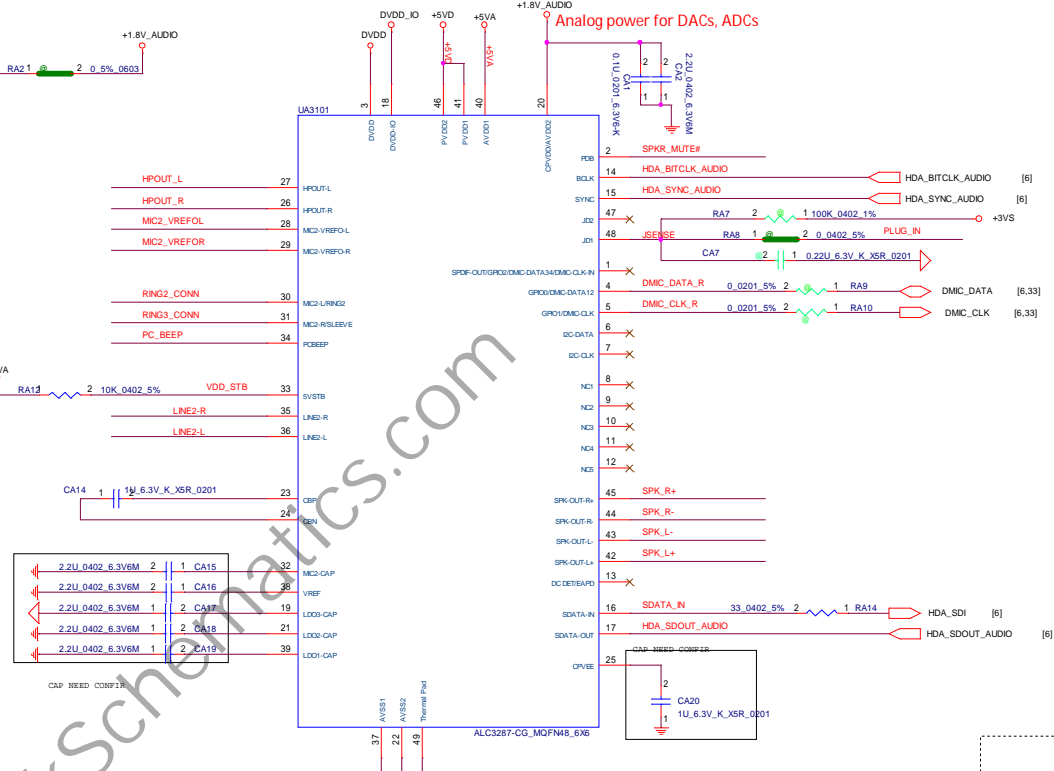 +1.8V_AUDIO
Analog power for DACs, ADCs
DVDD_IO
+5VD
+5VA
DVDD
+1.8V_AUDIO
RA2 1 @ 2 0_5%_0603
+5VD
+5VA
0.1U_0201_6.3V6-K
CA1
2
1
2
1
CA2
2.2U_0402_6.3V6M
3
18
46
41
40
20
UA3101
DVDD
DVDD-IO
PVDD2
PVDD1
AVDD1
CPVDD/AVDD2
HPOUT_L 27 HPOUT-L
HPOUT_R 26 HPOUT-R
MIC2_VREFOL 28 MIC2-VREFO-L
MIC2_VREFOR 29 MIC2-VREFO-R
RING2_CONN 30 MIC2-L/RING2
RING3_CONN 31 MIC2-R/SLEEVE
PC_BEEP 34 PCBEEP
VA
RA12 1 2 10K_0402_5% VDD_STB 33 5VSTB
LINE2-R 35 LINE2-R
LINE2-L 36 LINE2-L
CA14 1 2 1U_6.3V_K_X5R_0201 23 CBP
24 CBN
2.2U_0402_6.3V6M 2 1 CA15 32 MIC2-CAP
2.2U_0402_6.3V6M 2 1 CA16 38 VREF
2.2U_0402_6.3V6M 1 2 CA17 19 LDO3-CAP
2.2U_0402_6.3V6M 1 2 CA18 21 LDO2-CAP
2.2U_0402_6.3V6M 1 2 CA19 39 LDO1-CAP
CAP NEED CONFIR
PDB 2 SPKR_MUTE#
BCLK 14 HDA_BITCLK_AUDIO HDA_BITCLK_AUDIO [6]
SYNC 15 HDA_SYNC_AUDIO HDA_SYNC_AUDIO [6]
JD2 47 RA7 2 @ 1 100K_0402_1% +3VS
JD1 48 JSENSE RA8 1 @ 2 0_0402_5% PLUG_IN
CA7 @ 2 1 0.22U_6.3V_K_X5R_0201
SPDIF-OUT/GPIO2/DMIC-DATA34/DMIC-CLK-IN 1
GPIO0/DMIC-DATA12 4 DMIC_DATA_R 0_0201_5% 2 @ 1 RA9 DMIC_DATA [6,33]
GPIO1/DMIC-CLK 5 DMIC_CLK_R 0_0201_5% 2 @ 1 RA10 DMIC_CLK [6,33]
I2C-DATA 6
I2C-CLK 7
NC1 8
NC2 9
NC3 10
NC4 11
NC5 12
SPK-OUT-R+ 45 SPK_R+
SPK-OUT-R- 44 SPK_R-
SPK-OUT-L- 43 SPK_L-
SPK-OUT-L+ 42 SPK_L+
DC DET/EAPD 13
SDATA-IN 16 SDATA_IN 33_0402_5% 2 1 RA14 HDA_SDI [6]
SDATA-OUT 17 HDA_SDOUT_AUDIO HDA_SDOUT_AUDIO [6]
CAP NEED CONFIR
CPVEE 25
2
CA20
1U_6.3V_K_X5R_0201
1
AVSS1
AVSS2
Thermal Pad
37
22
49
ALC3287-CG_MQFN48_6X6
kSchematics.com